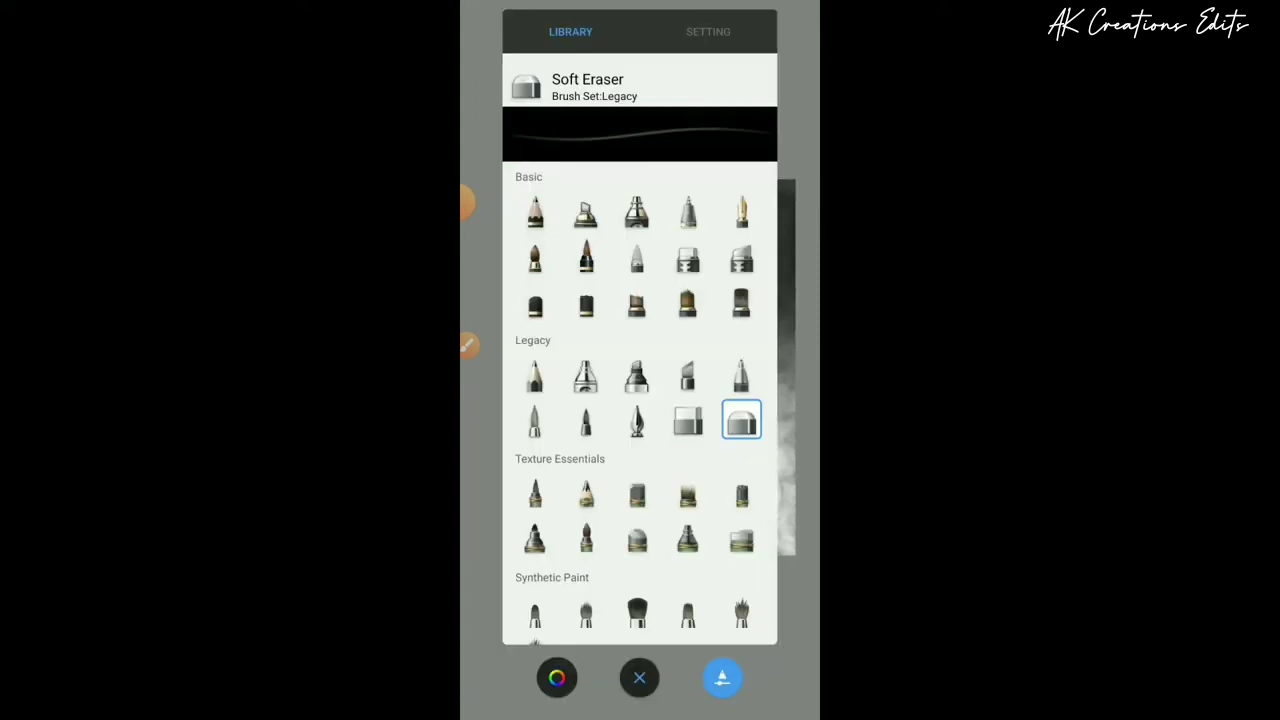 AK Creations Edits
LIBRARY
SETTING
Soft Eraser
Brush Set:Legacy
Basic
Legacy
Texture Essentials
Synthetic Paint